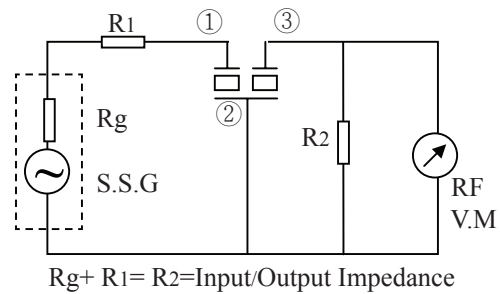 R1
①
③
②
Rg
S.S.G
R2
RF
V.M
Rg+ R1= R2=Input/Output Impedance